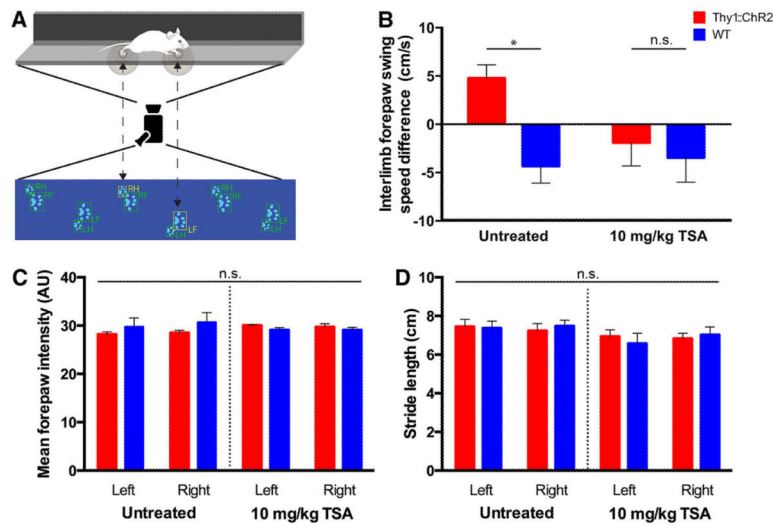 A
RH
RF
LF
LH
RH
RF
LH
LF
RH
RF
LF
LH
B
Thy1::ChR2
WT
Interlimb forepaw swing
speed difference (cm/s)
10
5
0
-5
-10
*
n.s.
Untreated
10 mg/kg TSA
C
Mean forepaw intensity (AU)
40
30
20
10
0
n.s.
Left
Right
Left
Right
Untreated
10 mg/kg TSA
D
Stride length (cm)
10
8
6
4
2
0
n.s.
Left
Right
Left
Right
Untreated
10 mg/kg TSA